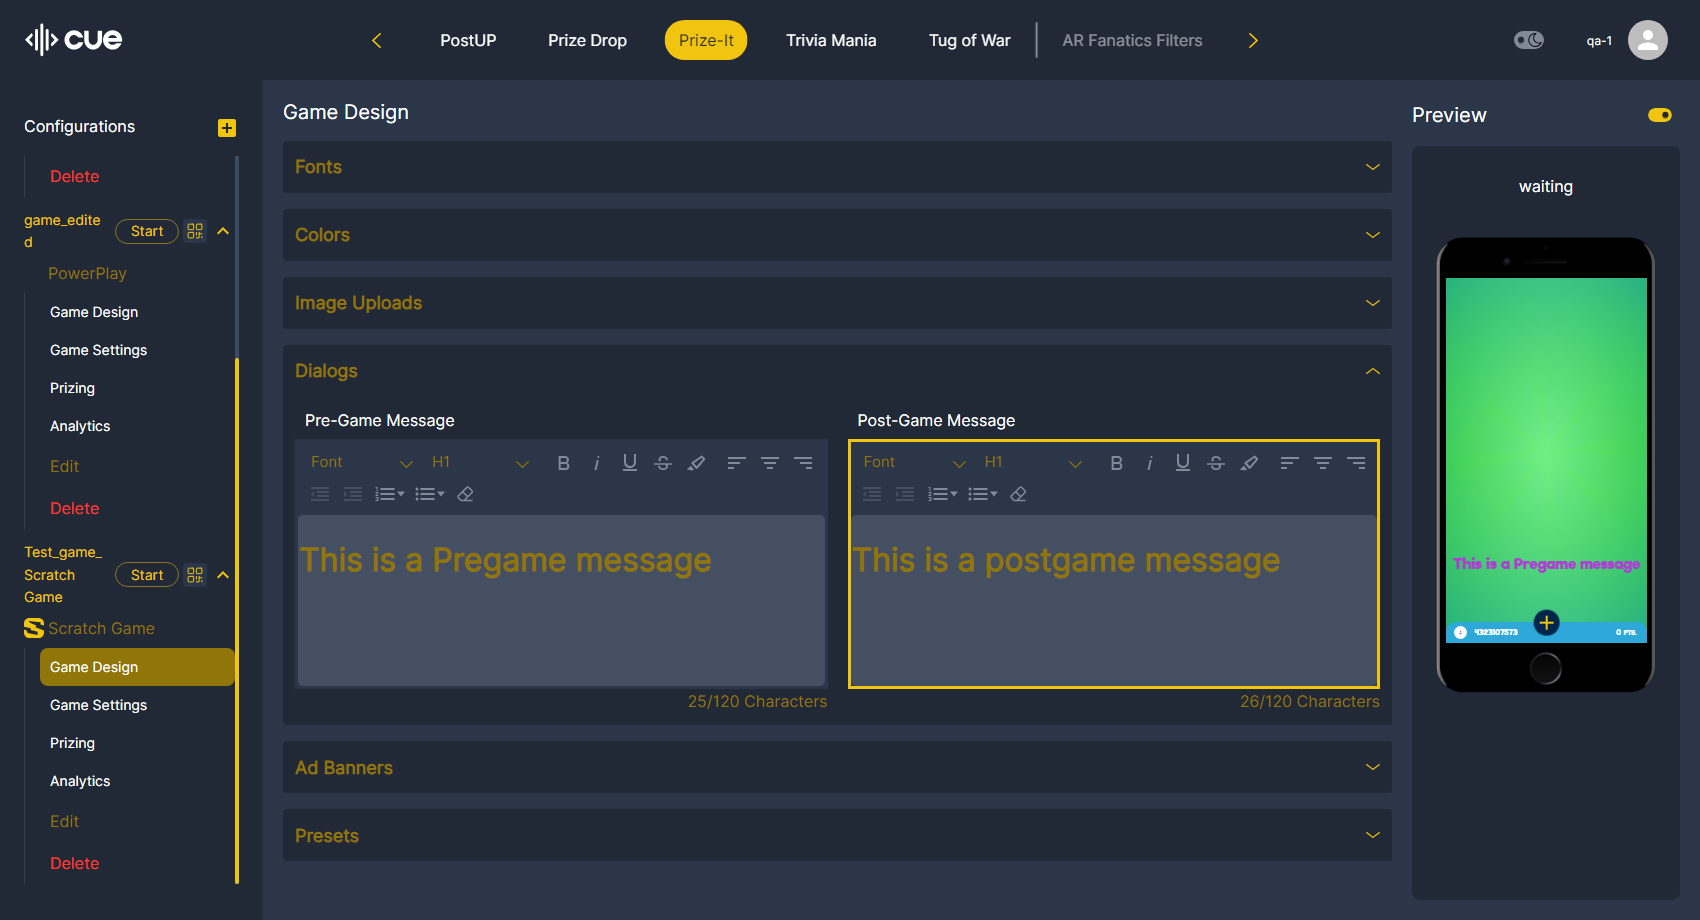 cue
PostUP
Prize Drop
Prize-It
Trivia Mania
Tug of War
AR Fanatics Filters
qa-1
Configurations
Delete
game_edite
d
Start
PowerPlay
Game Design
Game Settings
Prizing
Analytics
Edit
Delete
Test_game_
Scratch
Game
Start
Scratch Game
Game Design
Game Settings
Prizing
Analytics
Edit
Delete
Game Design
Fonts
Colors
Image Uploads
Dialogs
Pre-Game Message
Font
H1
B
i
U
S
This is a Pregame message
25/120 Characters
Post-Game Message
Font
H1
B
i
U
S
This is a postgame message
26/120 Characters
Ad Banners
Presets
Preview
waiting
This is a Pregame message
4323107573
0 PTS.